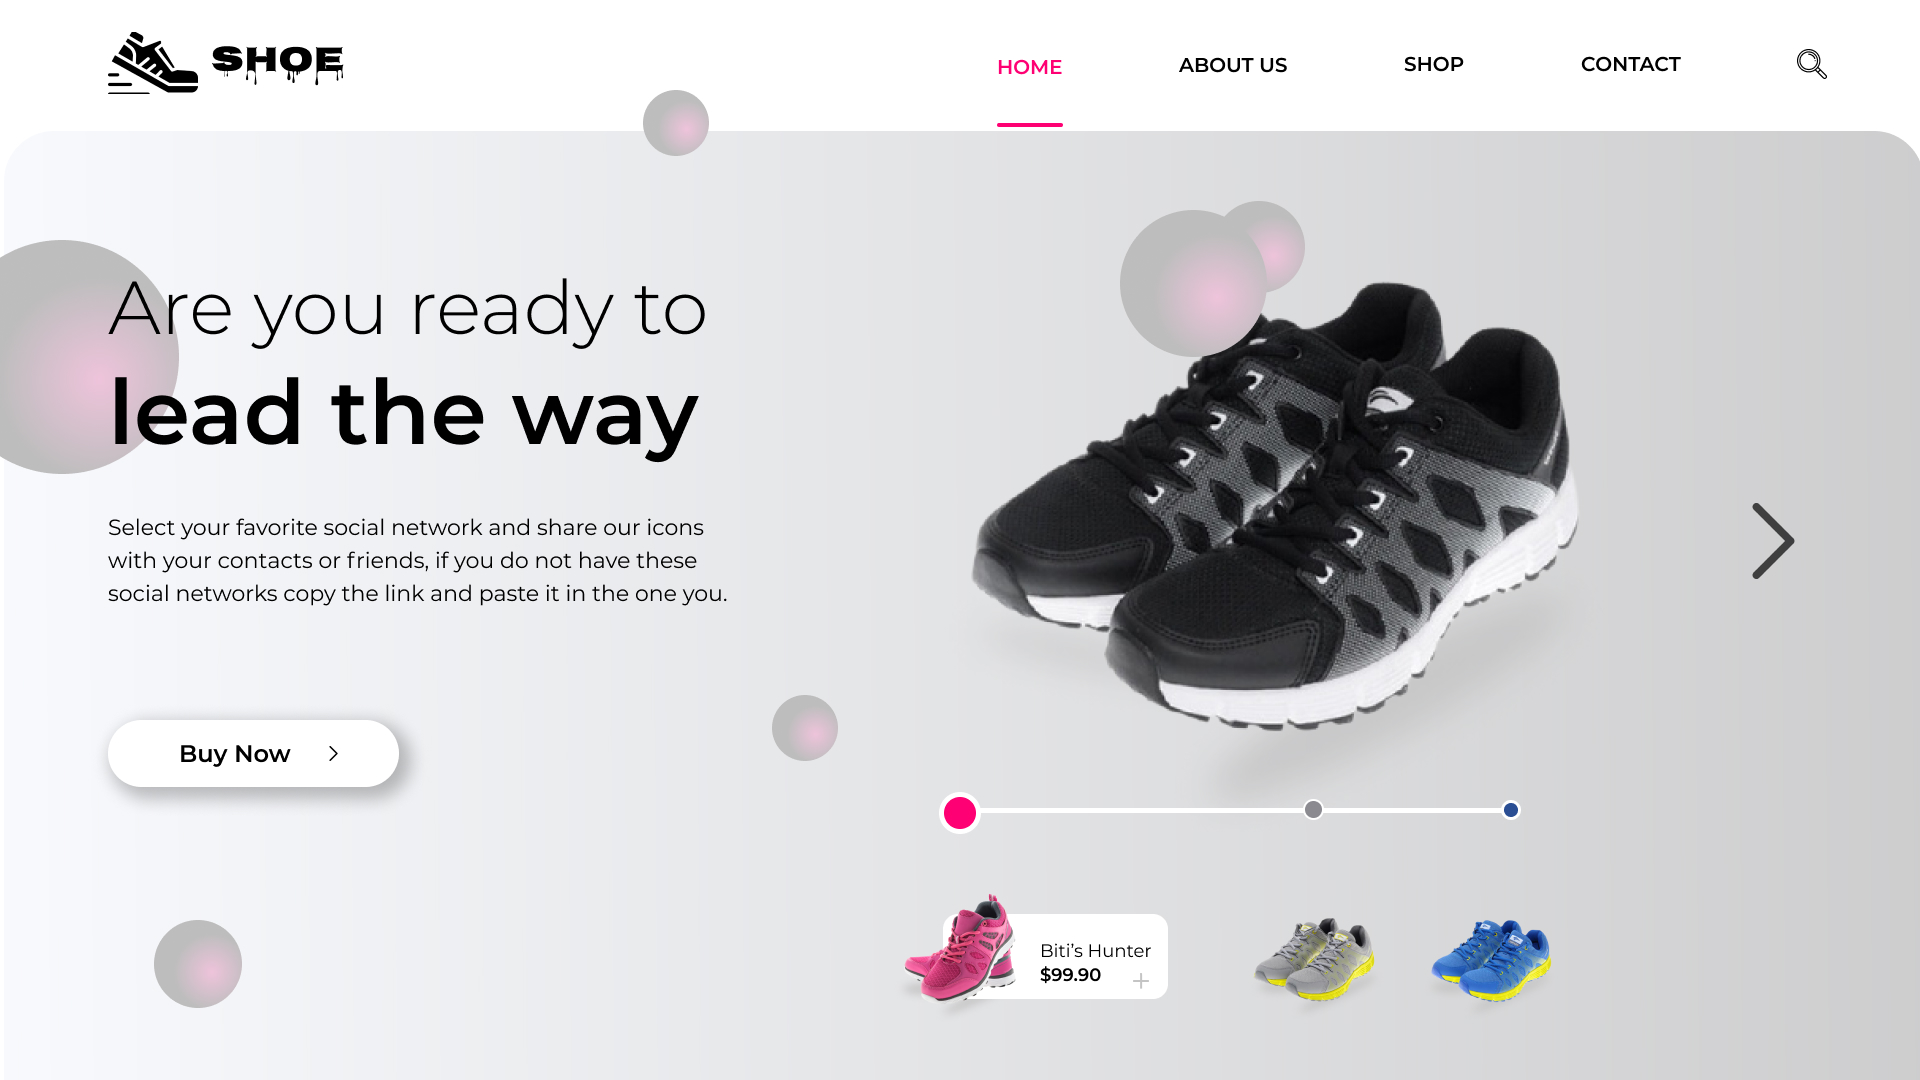 SHOE
HOME
ABOUT US
SHOP
CONTACT
Are you ready to
lead the way
Select your favorite social network and share our icons
with your contacts or friends, if you do not have these
social networks copy the link and paste it in the one you.
Buy Now
Biti’s Hunter
$99.90